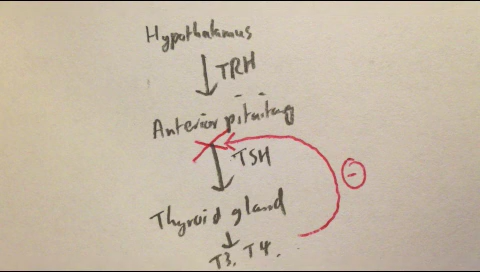 Hypothalamus
TRH
Anterior pituitary
TSH
-
Thyroid gland
T3, T4.